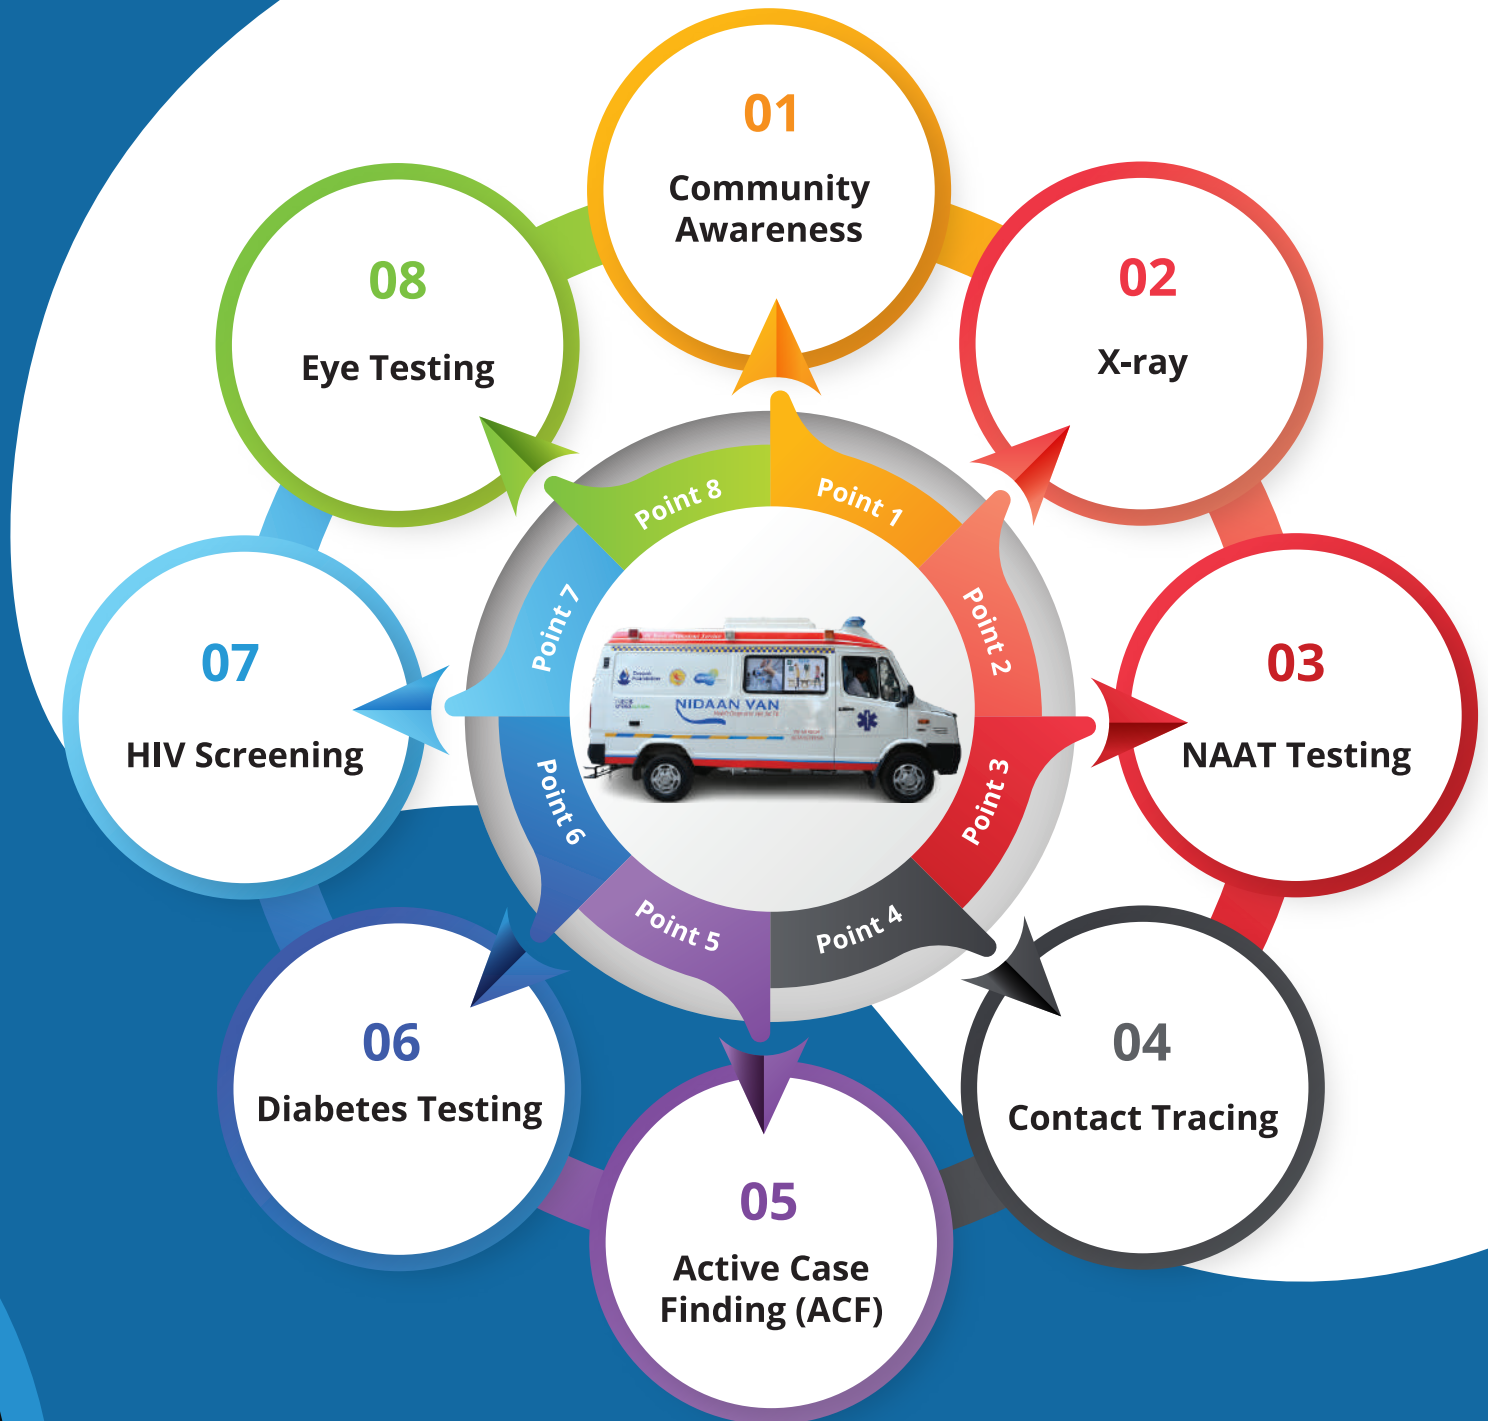 01
Community
Awareness
02
X-ray
03
NAAT Testing
04
Contact Tracing
05
Active Case
Finding (ACF)
06
Diabetes Testing
07
HIV Screening
08
Eye Testing
Point 1
Point 2
Point 3
Point 4
Point 5
Point 6
Point 7
Point 8
NIDAAN VAN